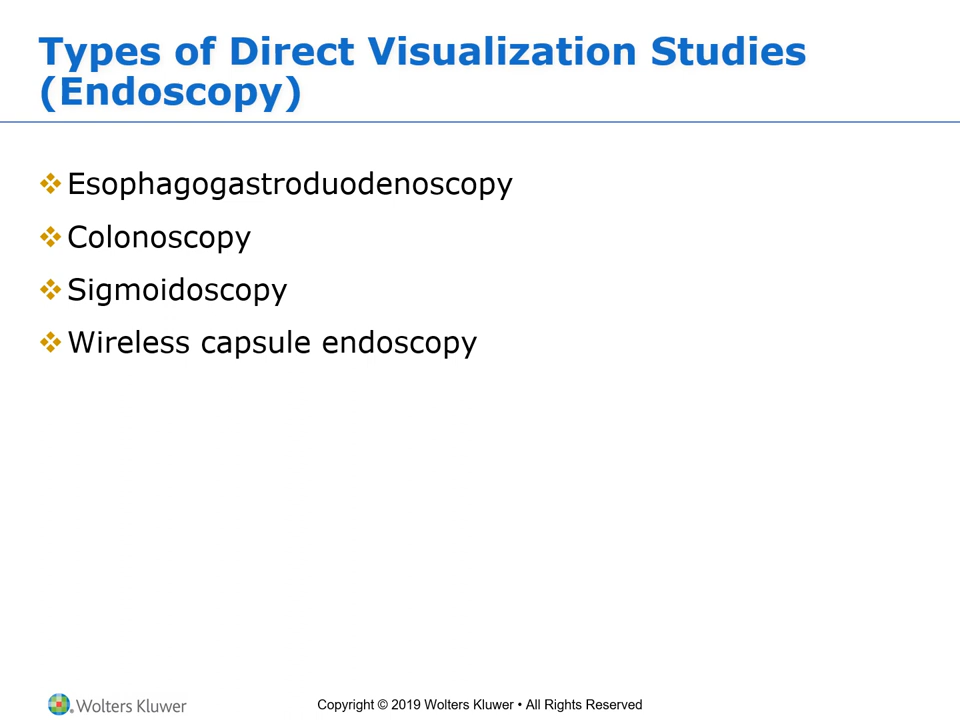 Types of Direct Visualization Studies
(Endoscopy)
Esophagogastroduodenoscopy
Colonoscopy
Sigmoidoscopy
Wireless capsule endoscopy
Wolters Kluwer
Copyright © 2019 Wolters Kluwer • All Rights Reserved